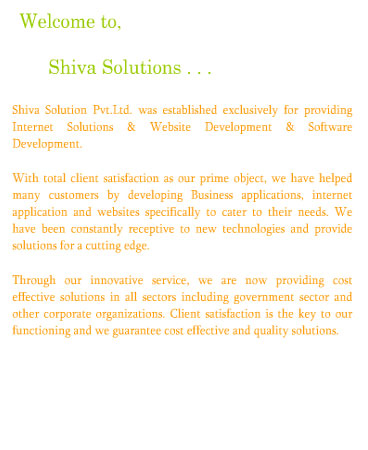 Welcome to,
Shiva Solutions . . .
Shiva Solution Pvt.Ltd. was established exclusively for providing
Internet Solutions & Website Development & Software
Development.
With total client satisfaction as our prime object, we have helped
many customers by developing Business applications, internet
application and websites specifically to cater to their needs. We
have been constantly receptive to new technologies and provide
solutions for a cutting edge.
Through our innovative service, we are now providing cost
effective solutions in all sectors including government sector and
other corporate organizations. Client satisfaction is the key to our
functioning and we guarantee cost effective and quality solutions.